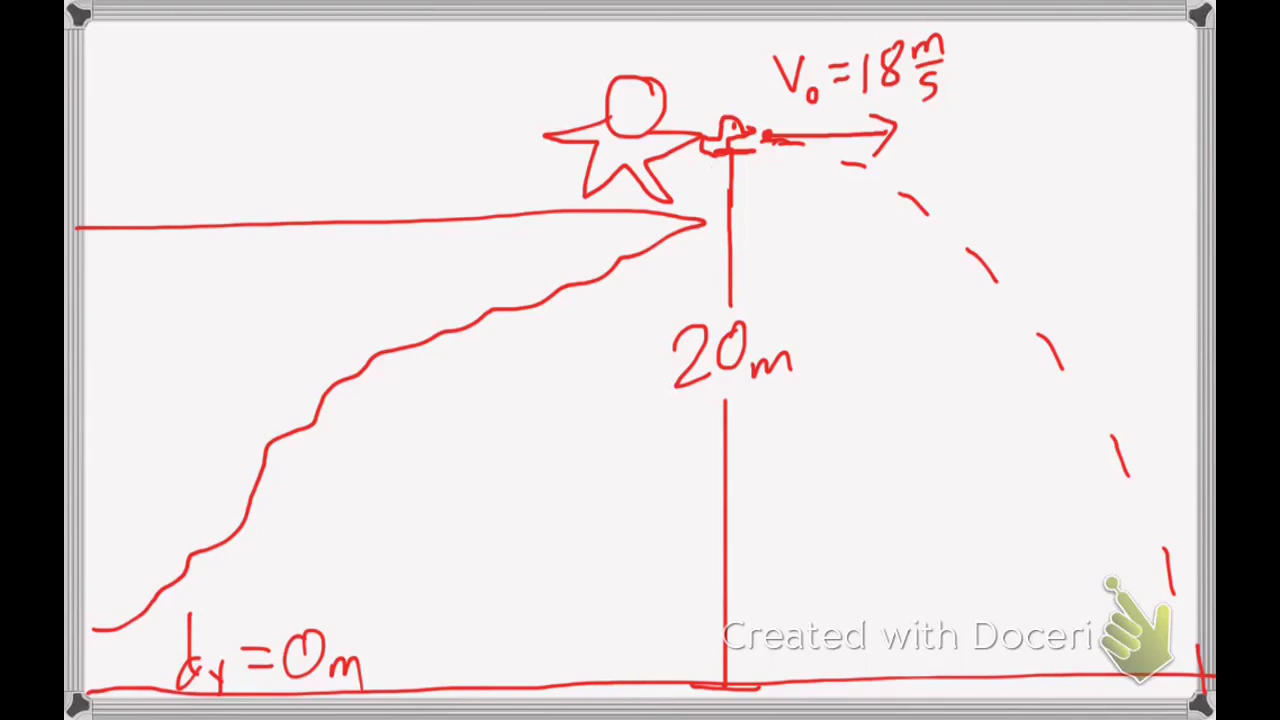 V₀ = 18 m/s
20m
dy = 0m
Created with Doceri